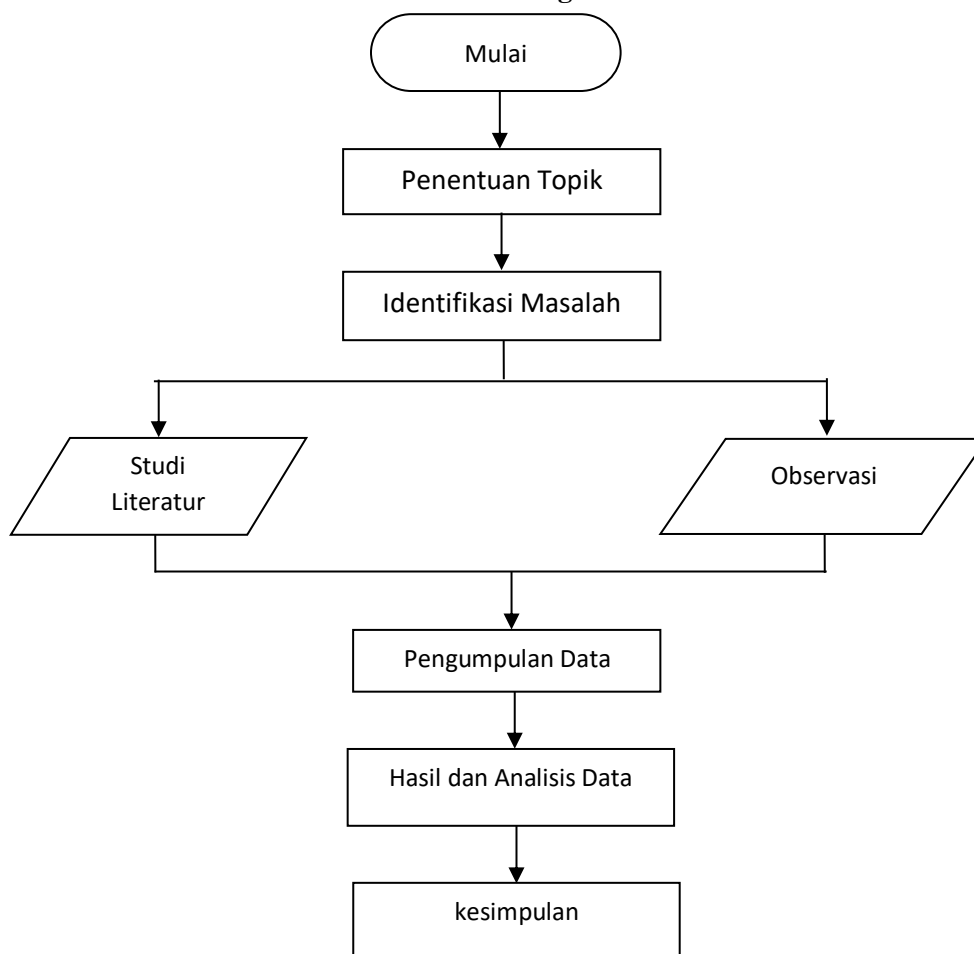 Mulai
Penentuan Topik
Identifikasi Masalah
Studi
Literatur
Observasi
Pengumpulan Data
Hasil dan Analisis Data
kesimpulan